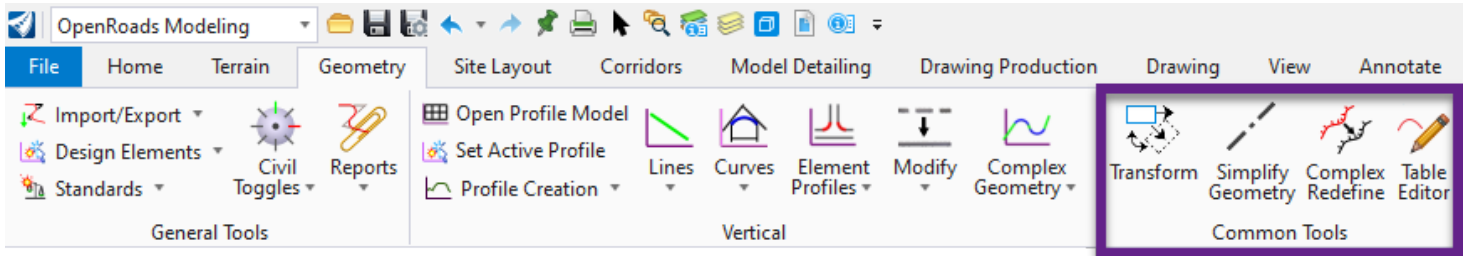 OpenRoads Modeling
File Home Terrain Geometry Site Layout Corridors Model Detailing Drawing Production Drawing View Annotate
Import/Export
Design Elements
Standards
Civil
Toggles
Reports
General Tools
Open Profile Model
Set Active Profile
Profile Creation
Lines
Curves
Element
Profiles
Modify
Complex
Geometry
Vertical
Transform
Simplify
Geometry
Complex
Redefine
Table
Editor
Common Tools